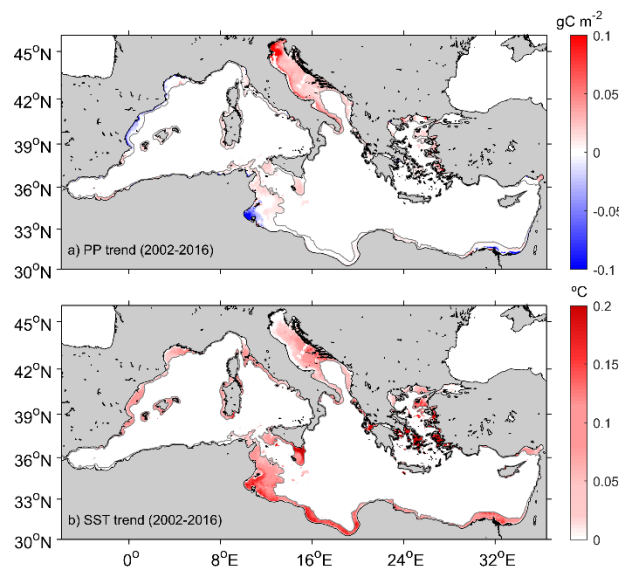 gC m⁻²
45°N
42°N
39°N
36°N
33°N
30°N
a) PP trend (2002-2016)
0.1
0.05
0
-0.05
-0.1
ºC
45°N
42°N
39°N
36°N
33°N
30°N
b) SST trend (2002-2016)
0.2
0.15
0.1
0.05
0
0°
8°E
16°E
24°E
32°E